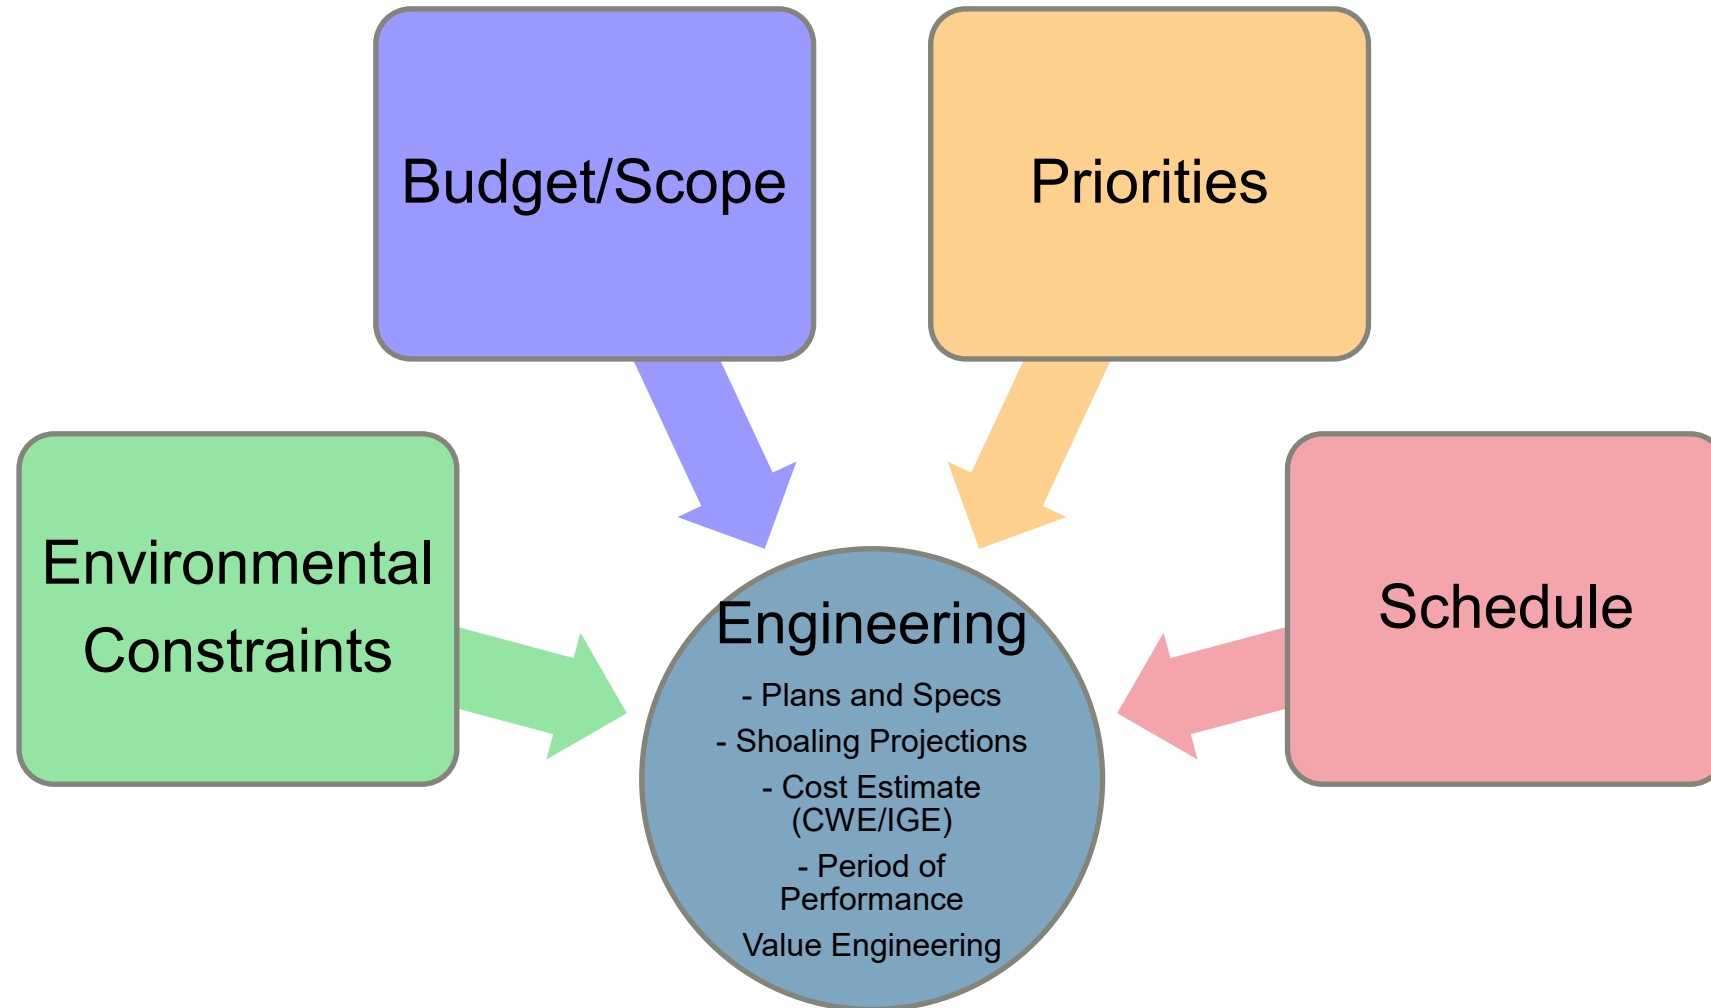 Budget/Scope
Priorities
Environmental
Constraints
Schedule
Engineering
- Plans and Specs
- Shoaling Projections
- Cost Estimate
(CWE/IGE)
- Period of
Performance
Value Engineering